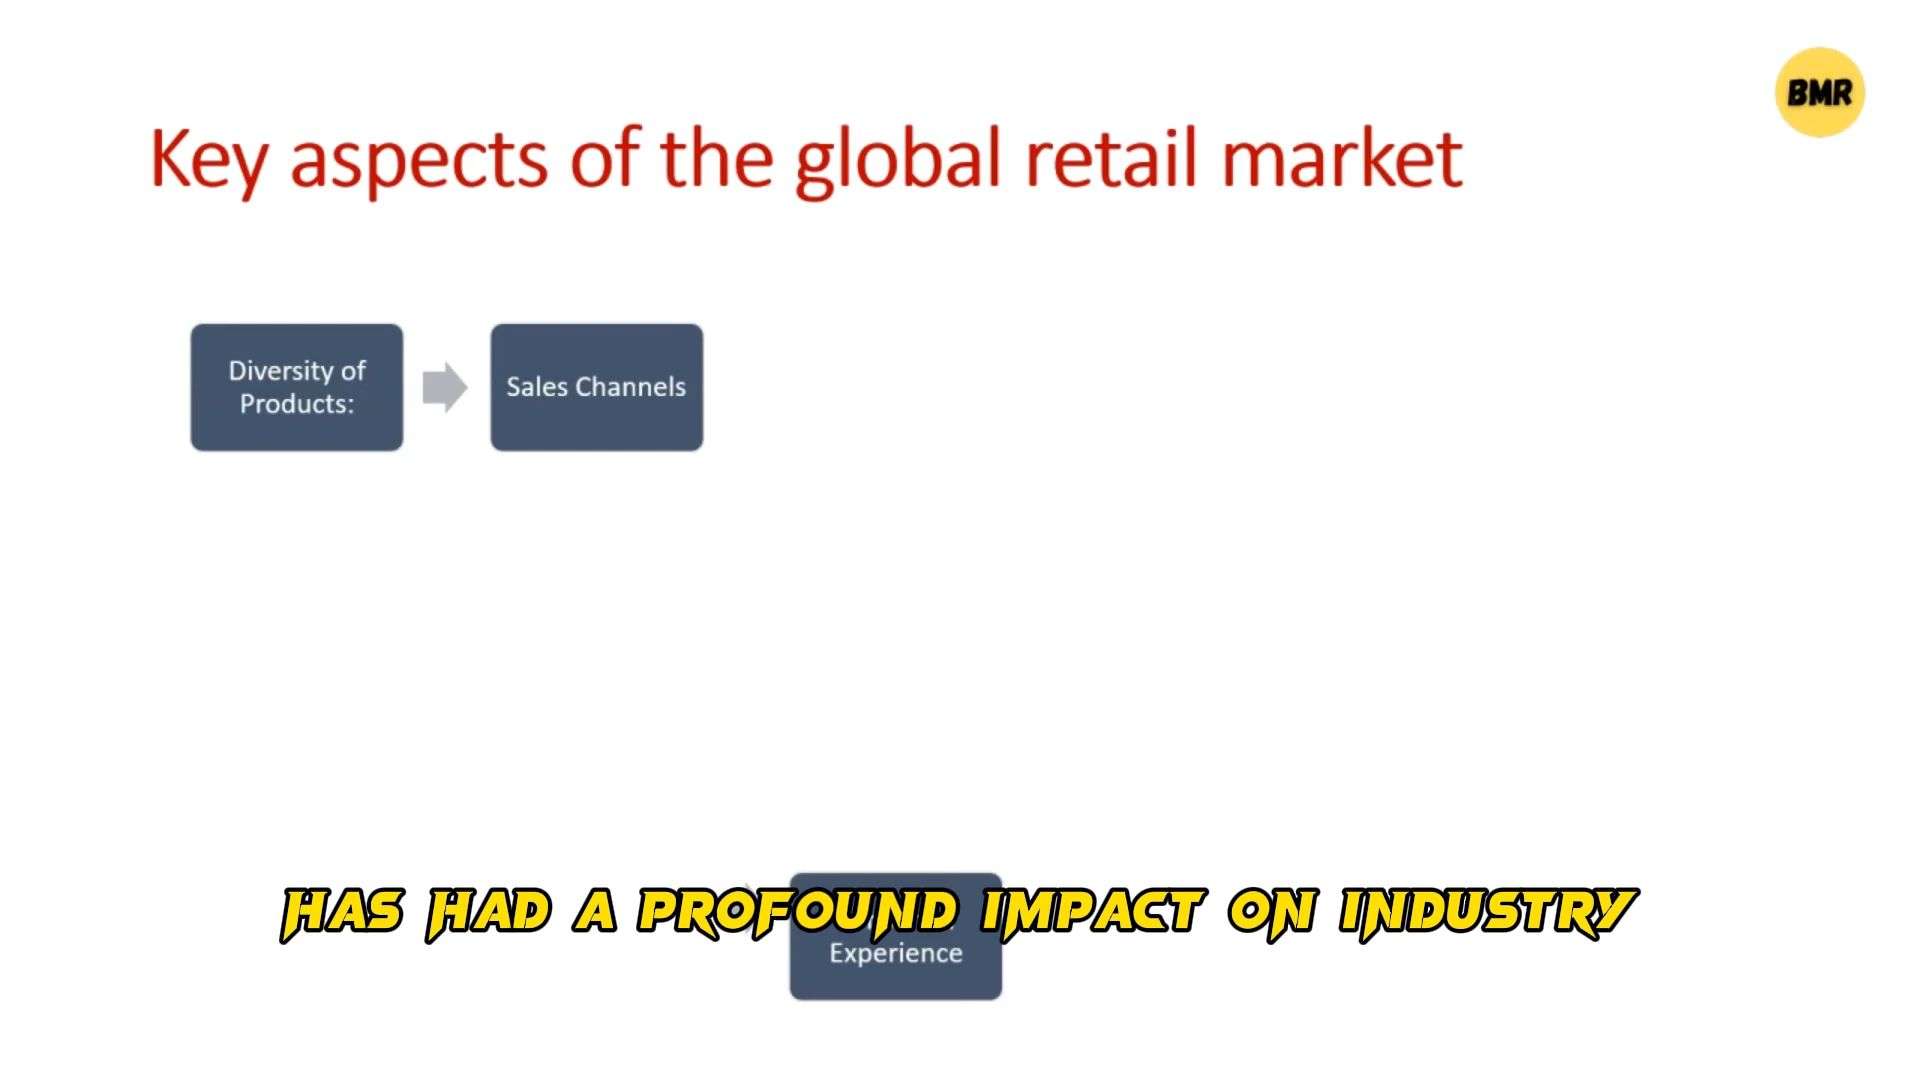 BMR
Key aspects of the global retail market
Diversity of
Products:
Sales Channels
HAS HAD A PROFOUND IMPACT ON INDUSTRY
Experience